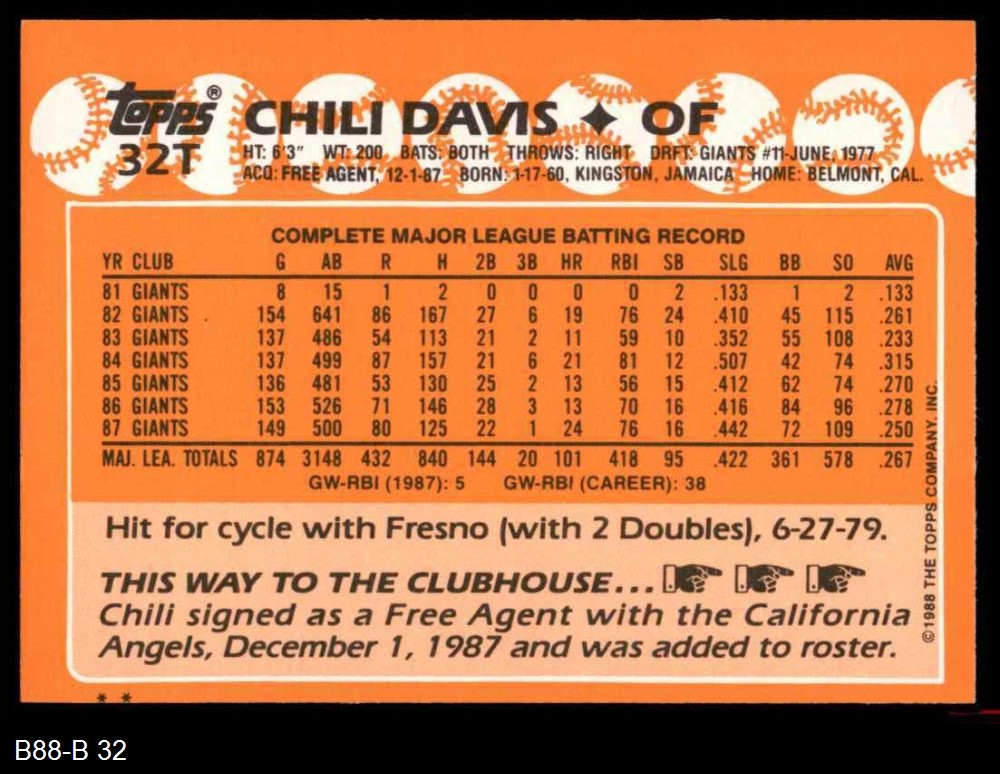 Topps® CHILI DAVIS ✦ OF
32T HT: 6'3" WT: 200 BATS: BOTH THROWS: RIGHT DRFT: GIANTS #11-JUNE, 1977
ACQ: FREE AGENT, 12-1-87 BORN: 1-17-60, KINGSTON, JAMAICA HOME: BELMONT, CAL.
COMPLETE MAJOR LEAGUE BATTING RECORD
YR CLUB G AB R H 2B 3B HR RBI SB SLG BB SO AVG
81 GIANTS 8 15 1 2 0 0 0 0 2 .133 1 2 .133
82 GIANTS 154 641 86 167 27 6 19 76 24 .410 45 115 .261
83 GIANTS 137 486 54 113 21 2 11 59 10 .352 55 108 .233
84 GIANTS 137 499 87 157 21 6 21 81 12 .507 42 74 .315
85 GIANTS 136 481 53 130 25 2 13 56 15 .412 62 74 .270
86 GIANTS 153 526 71 146 28 3 13 70 16 .416 84 96 .278
87 GIANTS 149 500 80 125 22 1 24 76 16 .442 72 109 .250
MAJ. LEA. TOTALS 874 3148 432 840 144 20 101 418 95 .422 361 578 .267
GW-RBI (1987): 5 GW-RBI (CAREER): 38
Hit for cycle with Fresno (with 2 Doubles), 6-27-79.
THIS WAY TO THE CLUBHOUSE...
Chili signed as a Free Agent with the California
Angels, December 1, 1987 and was added to roster.
©1988 THE TOPPS COMPANY, INC.
* *
B88-B 32